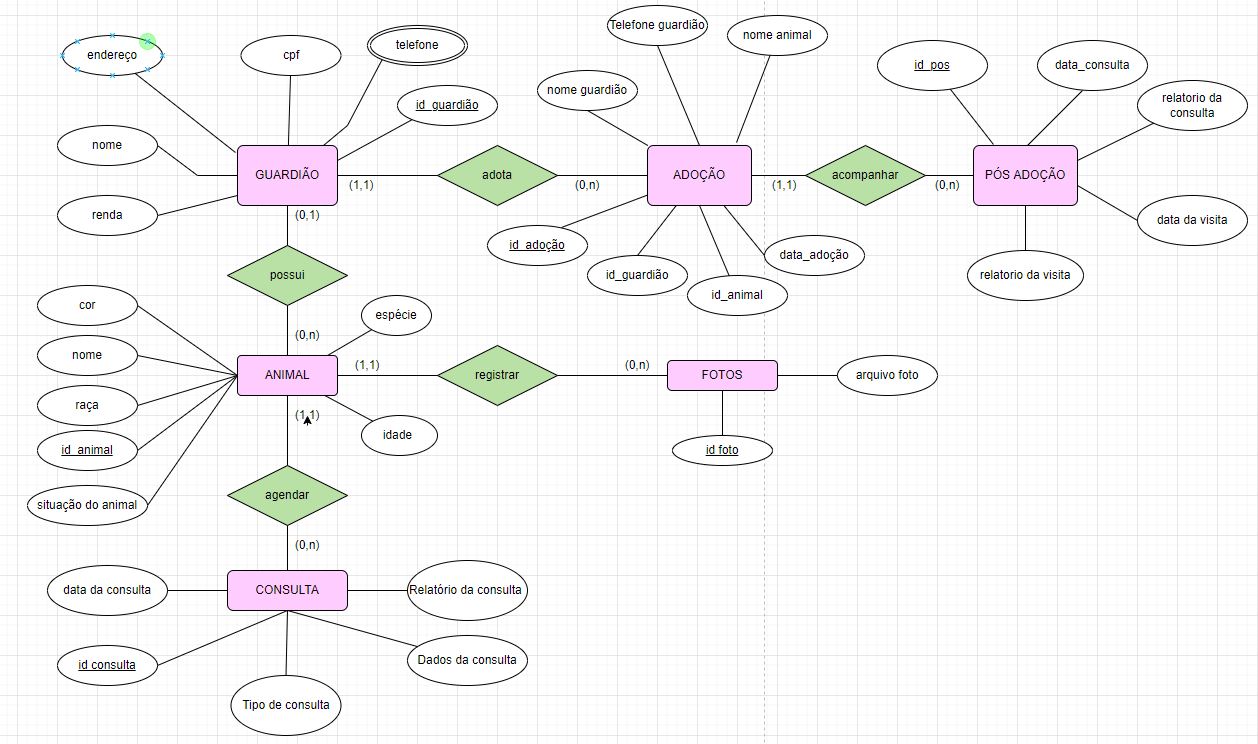 endereço
cpf
telefone
id_guardião
nome
renda
GUARDIÃO
(1,1)
adota
(0,n)
Telefone guardião
nome animal
nome guardião
ADOÇÃO
id_adoção
id_guardião
id_animal
data_adoção
(1,1)
acompanhar
(0,n)
id_pos
data_consulta
relatorio da
consulta
PÓS ADOÇÃO
data da visita
relatorio da visita
(0,1)
possui
(0,n)
cor
nome
raça
id_animal
situação do animal
espécie
ANIMAL
idade
(1,1)
registrar
(0,n)
FOTOS
arquivo foto
id foto
(1,1)
agendar
(0,n)
CONSULTA
data da consulta
id consulta
Tipo de consulta
Dados da consulta
Relatório da consulta